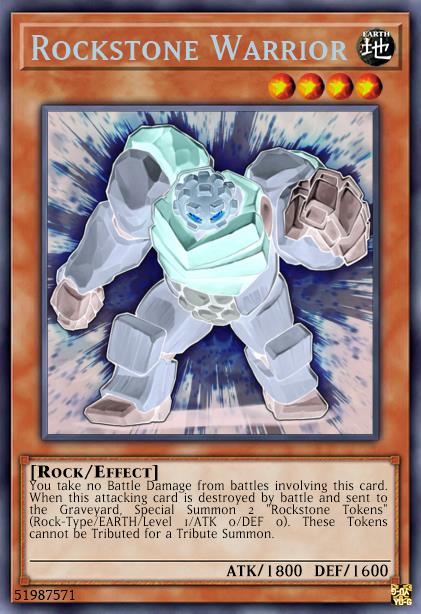 Rockstone Warrior
EARTH
地
[Rock/Effect]
You take no Battle Damage from battles involving this card.
When this attacking card is destroyed by battle and sent to
the Graveyard, Special Summon 2 "Rockstone Tokens"
(Rock-Type/EARTH/Level 1/ATK 0/DEF 0). These Tokens
cannot be Tributed for a Tribute Summon.
ATK/1800 DEF/1600
51987571